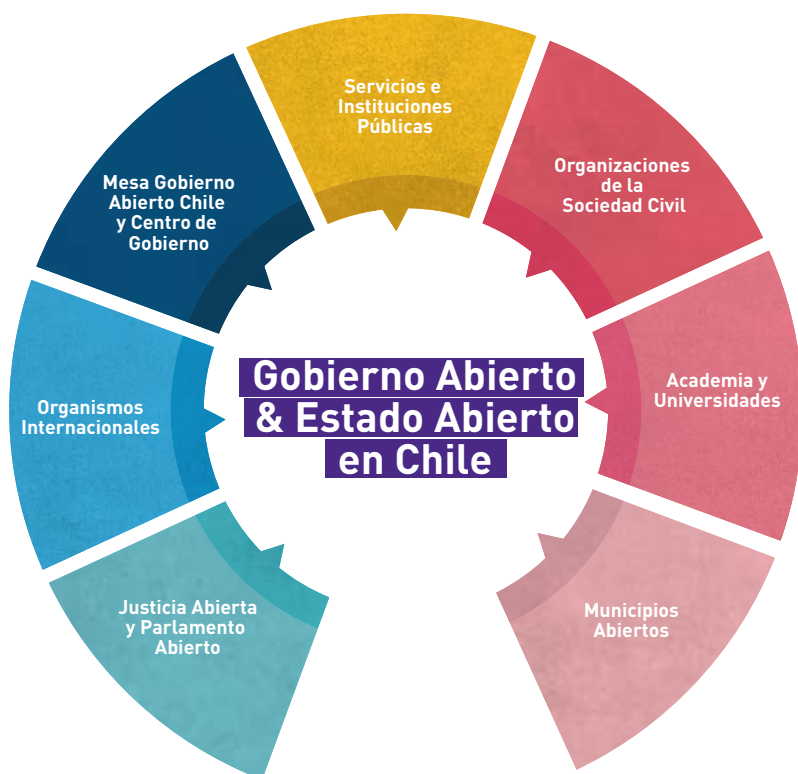 Servicios e
Instituciones
Públicas
Organizaciones
de la
Sociedad Civil
Mesa Gobierno
Abierto Chile
y Centro de
Gobierno
Gobierno Abierto
& Estado Abierto
en Chile
Academia y
Universidades
Organismos
Internacionales
Justicia Abierta
y Parlamento
Abierto
Municipios
Abiertos